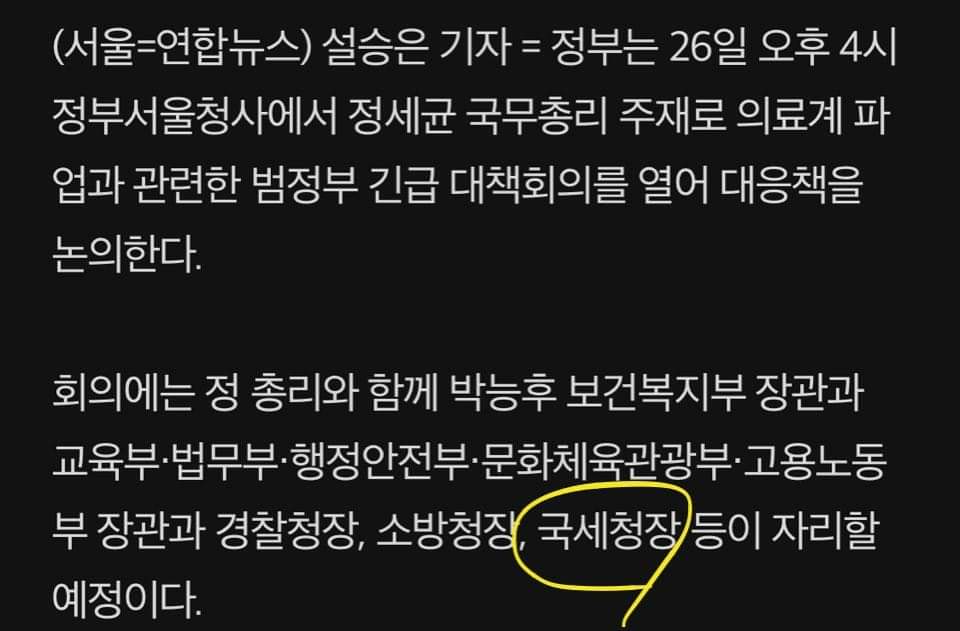 (서울=연합뉴스) 설승은 기자 = 정부는 26일 오후 4시
정부서울청사에서 정세균 국무총리 주재로 의료계 파
업과 관련한 범정부 긴급 대책회의를 열어 대응책을
논의한다.
회의에는 정 총리와 함께 박능후 보건복지부 장관과
교육부·법무부·행정안전부·문화체육관광부·고용노동
부 장관과 경찰청장, 소방청장, 국세청장 등이 자리할
예정이다.